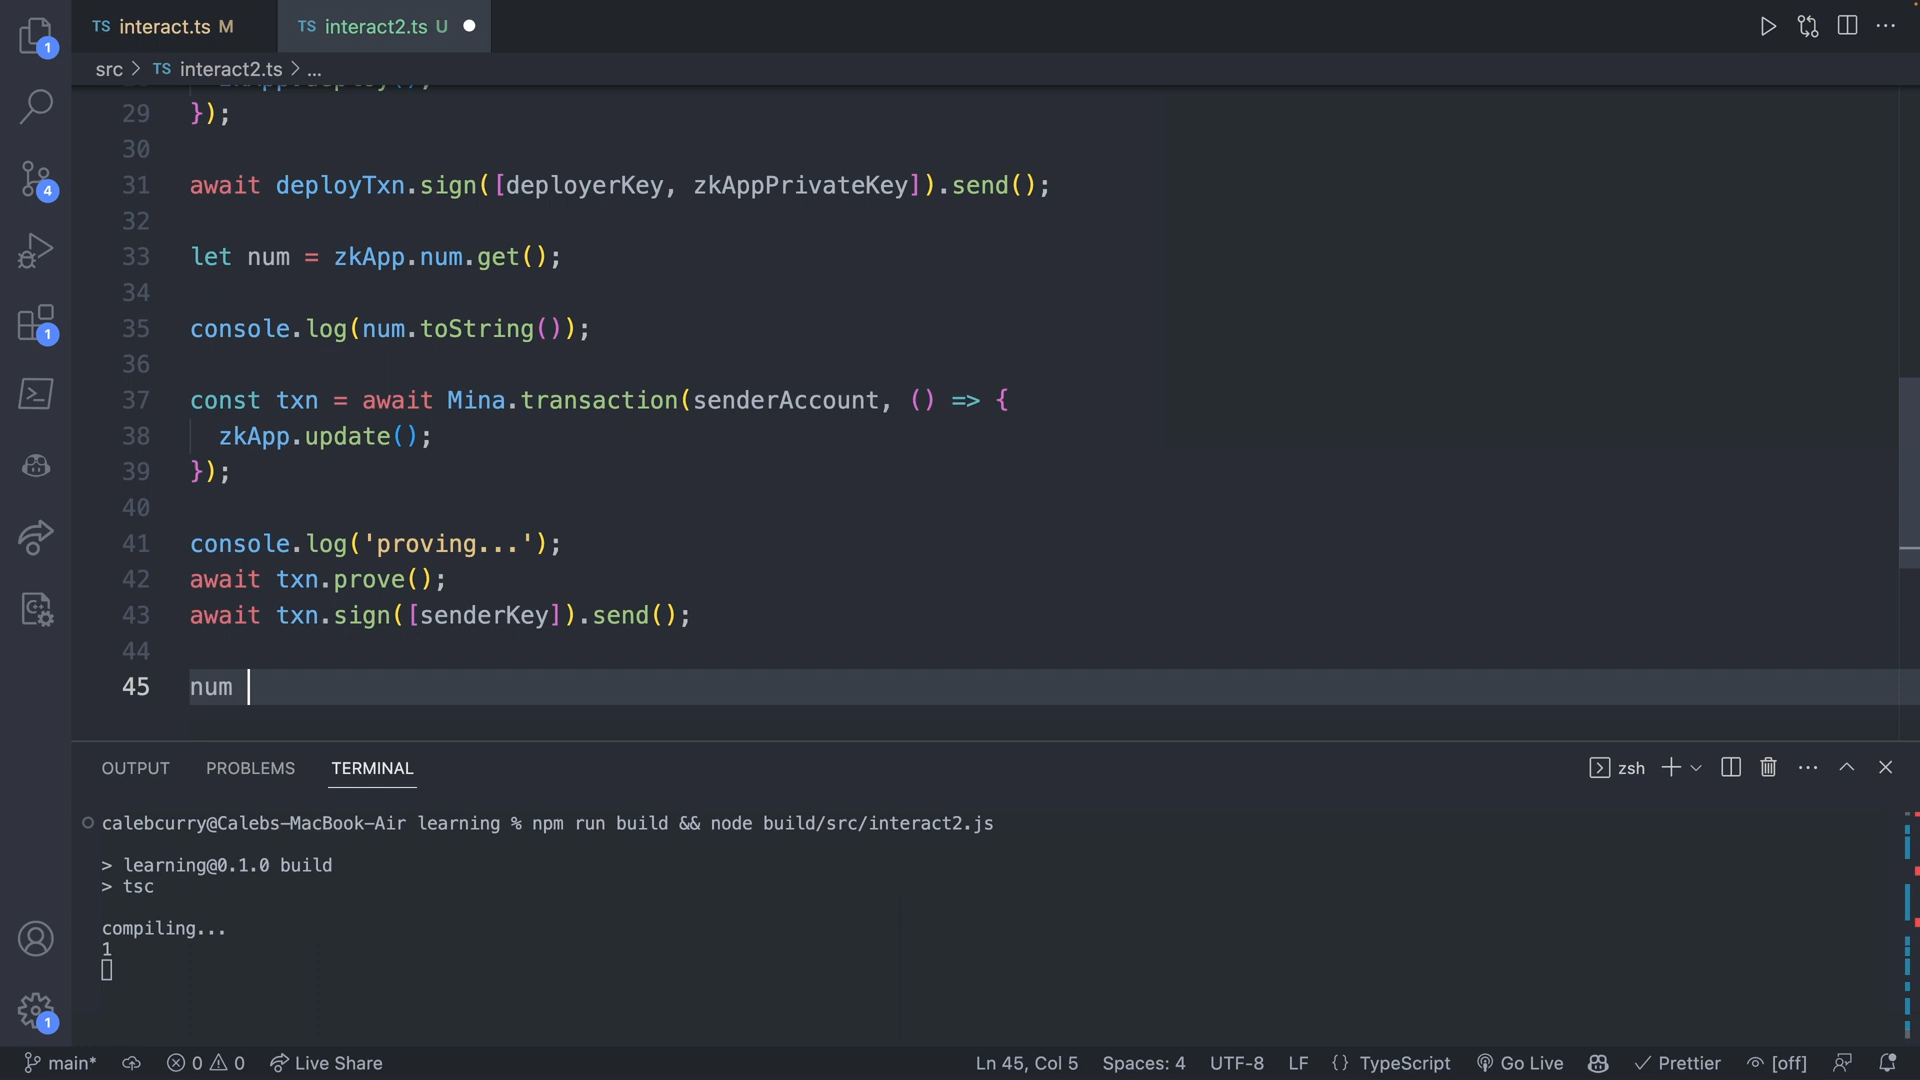 TS interact.ts M
TS interact2.ts U
src > TS interact2.ts > ...
29 });
30
31 await deployTxn.sign([deployerKey, zkAppPrivateKey]).send();
32
33 let num = zkApp.num.get();
34
35 console.log(num.toString());
36
37 const txn = await Mina.transaction(senderAccount, () => {
38 zkApp.update();
39 });
40
41 console.log('proving...');
42 await txn.prove();
43 await txn.sign([senderKey]).send();
44
45 num
OUTPUT PROBLEMS TERMINAL
zsh
calebcurry@Calebs-MacBook-Air learning % npm run build && node build/src/interact2.js
> learning@0.1.0 build
> tsc
compiling...
1
1
4
1
1
main* 0 0 Live Share
Ln 45, Col 5 Spaces: 4 UTF-8 LF {} TypeScript Go Live Prettier [off]